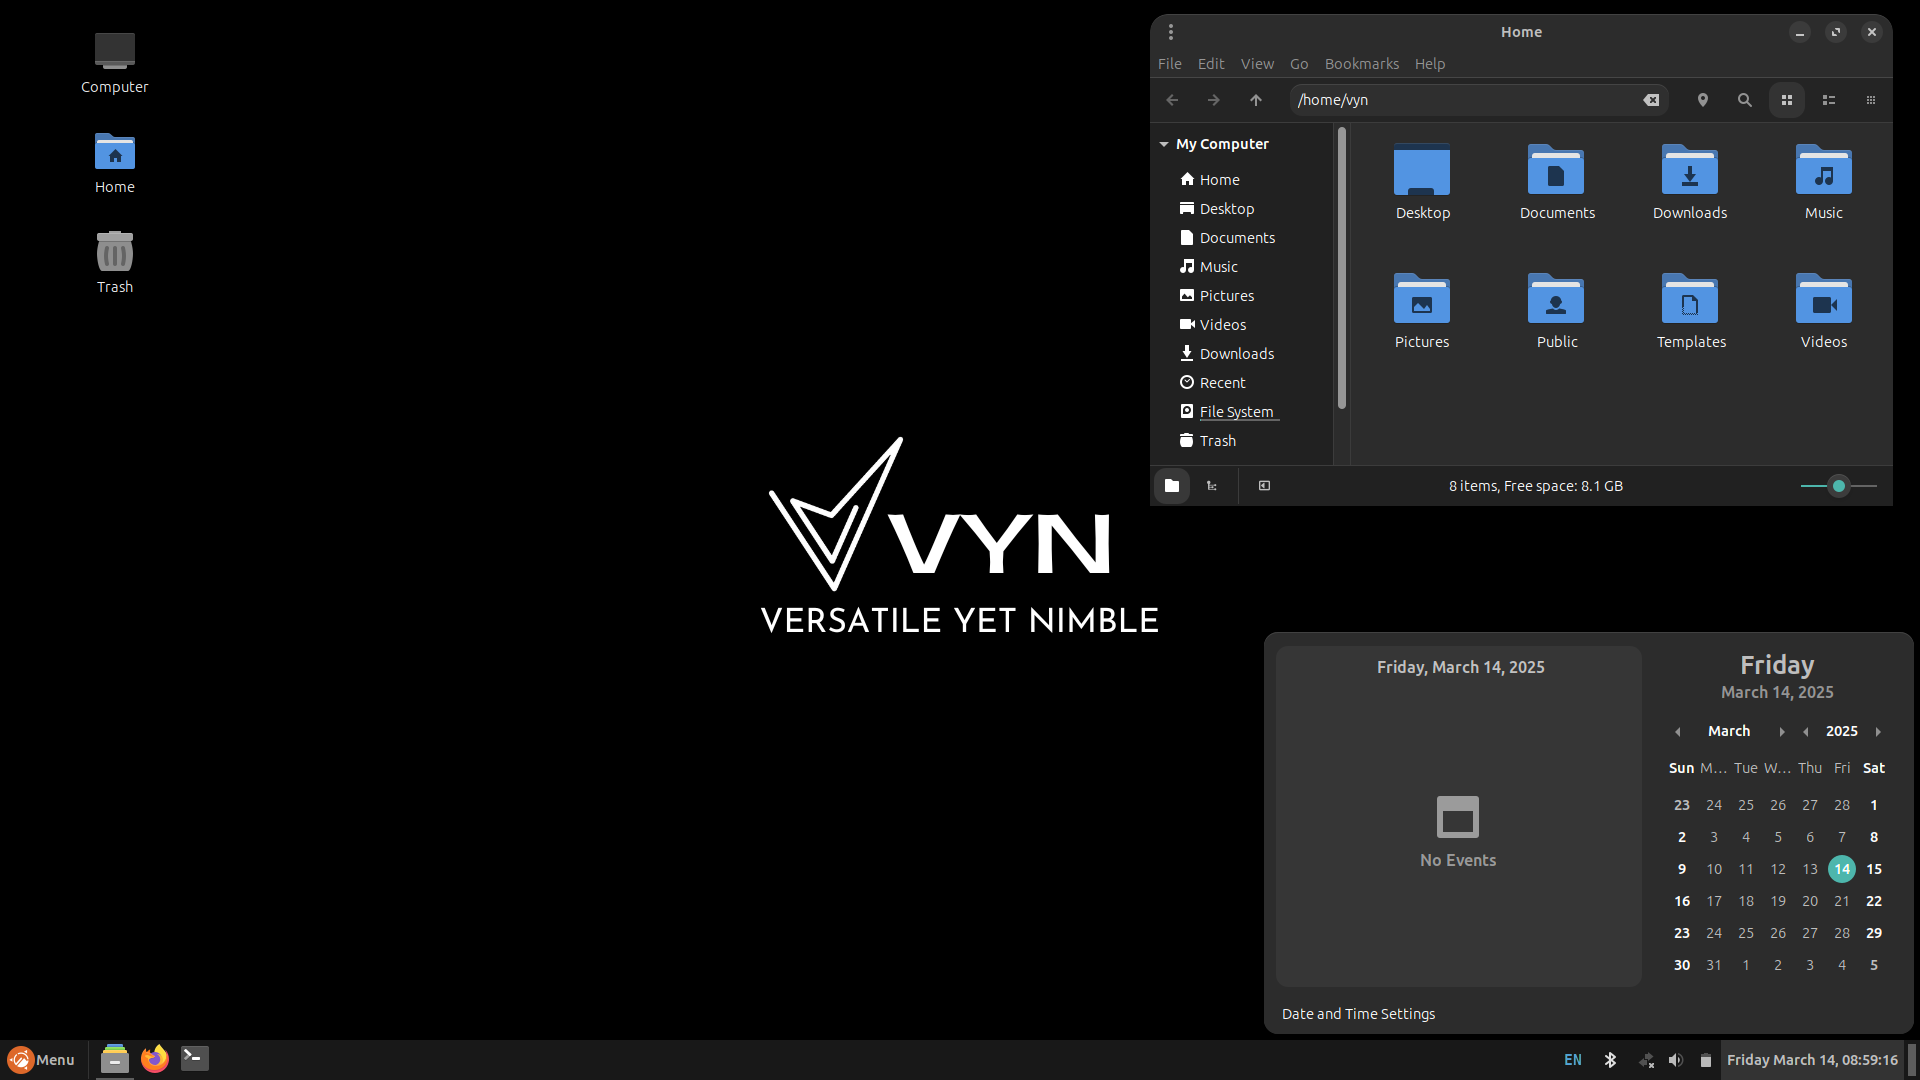 Computer
Home
Trash
VYN
VERSATILE YET NIMBLE
Home
File Edit View Go Bookmarks Help
/home/vyn
My Computer
Home
Desktop
Documents
Music
Pictures
Videos
Downloads
Recent
File System
Trash
Desktop Documents Downloads Music
Pictures Public Templates Videos
8 items, Free space: 8.1 GB
Friday, March 14, 2025
No Events
Date and Time Settings
Friday
March 14, 2025
March 2025
Sun M... Tue W... Thu Fri Sat
23 24 25 26 27 28 1
2 3 4 5 6 7 8
9 10 11 12 13 14 15
16 17 18 19 20 21 22
23 24 25 26 27 28 29
30 31 1 2 3 4 5
Menu
EN
Friday March 14, 08:59:16